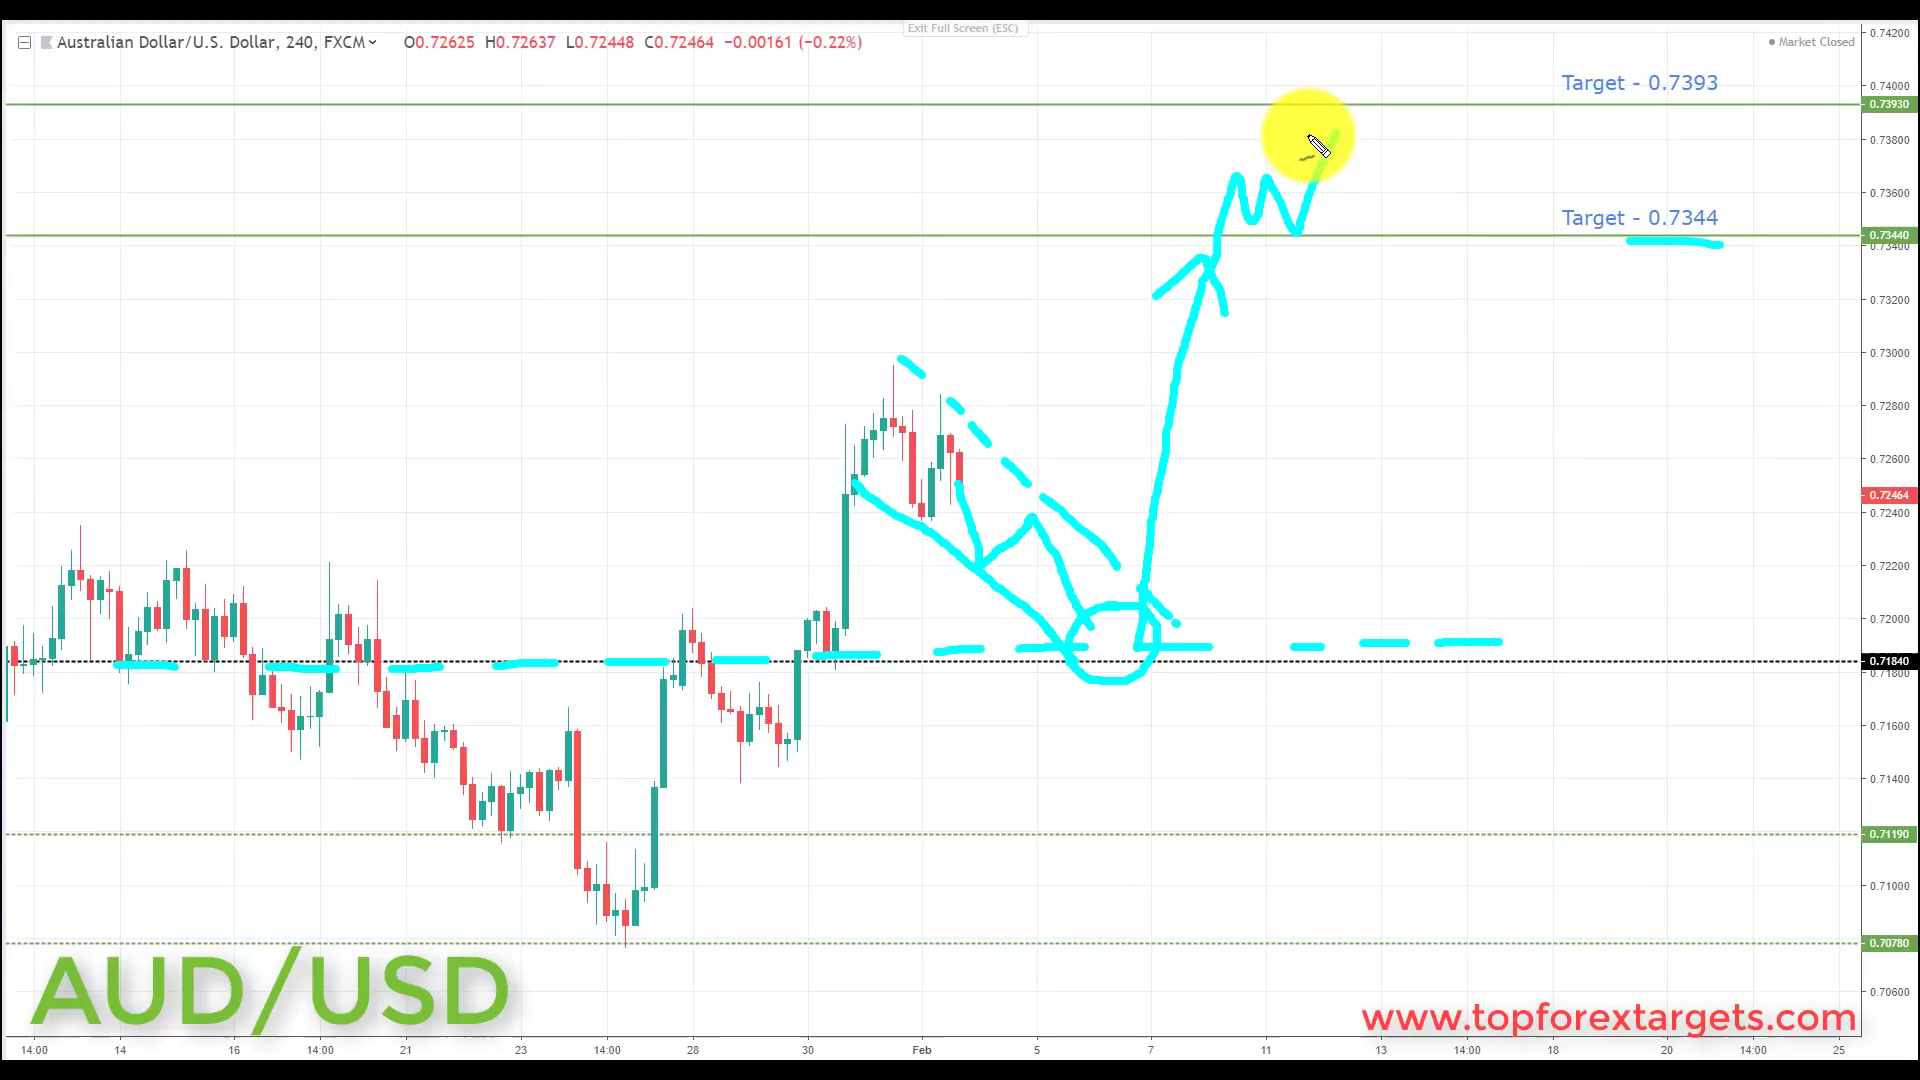 Exit Full Screen (ESC)
Australian Dollar/U.S. Dollar, 240, FXCM O0.72625 H0.72637 L0.72448 C0.72464 −0.00161 (−0.22%)
Market Closed
0.74200
Target - 0.7393
0.74000
0.73930
0.73800
0.73600
Target - 0.7344
0.73440
0.73400
0.73200
0.73000
0.72800
0.72600
0.72464
0.72400
0.72200
0.72000
0.71840
0.71800
0.71600
0.71400
0.71190
0.71000
0.70780
0.70600
AUD/USD
www.topforextargets.com
14:00 14 16 14:00 21 23 14:00 28 30 Feb 5 7 11 13 14:00 18 20 14:00 25